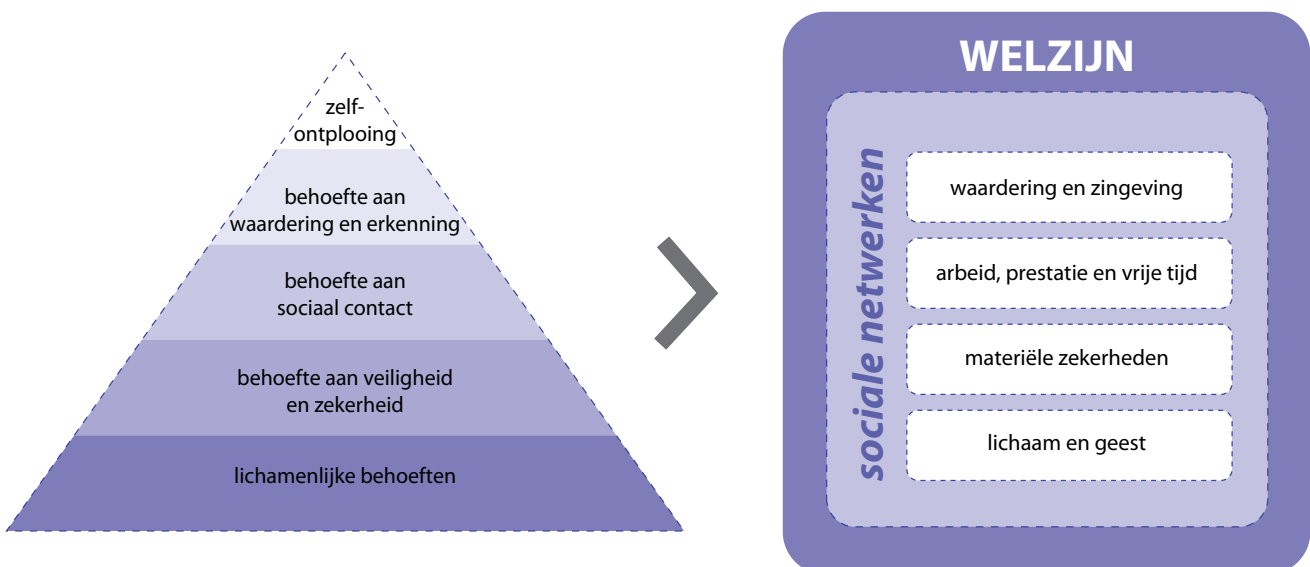 zelf-
ontplooing
behoefte aan
waardering en erkenning
behoefte aan
sociaal contact
behoefte aan veiligheid
en zekerheid
lichamenlijke behoeften
WELZIJN
sociale netwerken
waardering en zingeving
arbeid, prestatie en vrije tijd
materiële zekerheden
lichaam en geest